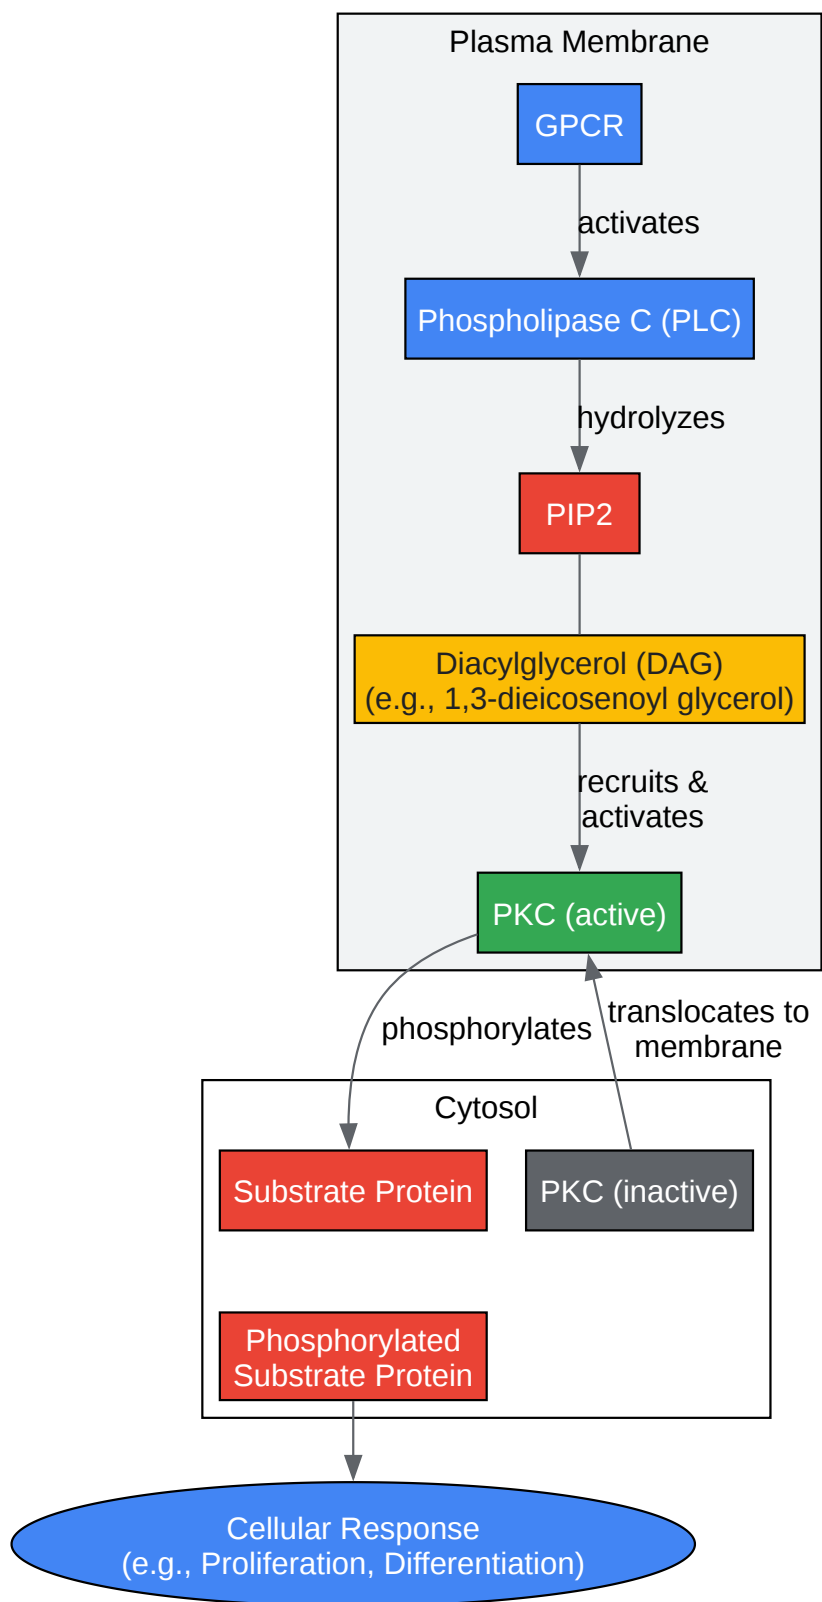 Plasma Membrane
GPCR
activates
Phospholipase C (PLC)
hydrolyzes
PIP2
Diacylglycerol (DAG)
(e.g., 1,3-dieicosenoyl glycerol)
recruits &
activates
PKC (active)
phosphorylates
translocates to
membrane
Cytosol
Substrate Protein
PKC (inactive)
Phosphorylated
Substrate Protein
Cellular Response
(e.g., Proliferation, Differentiation)